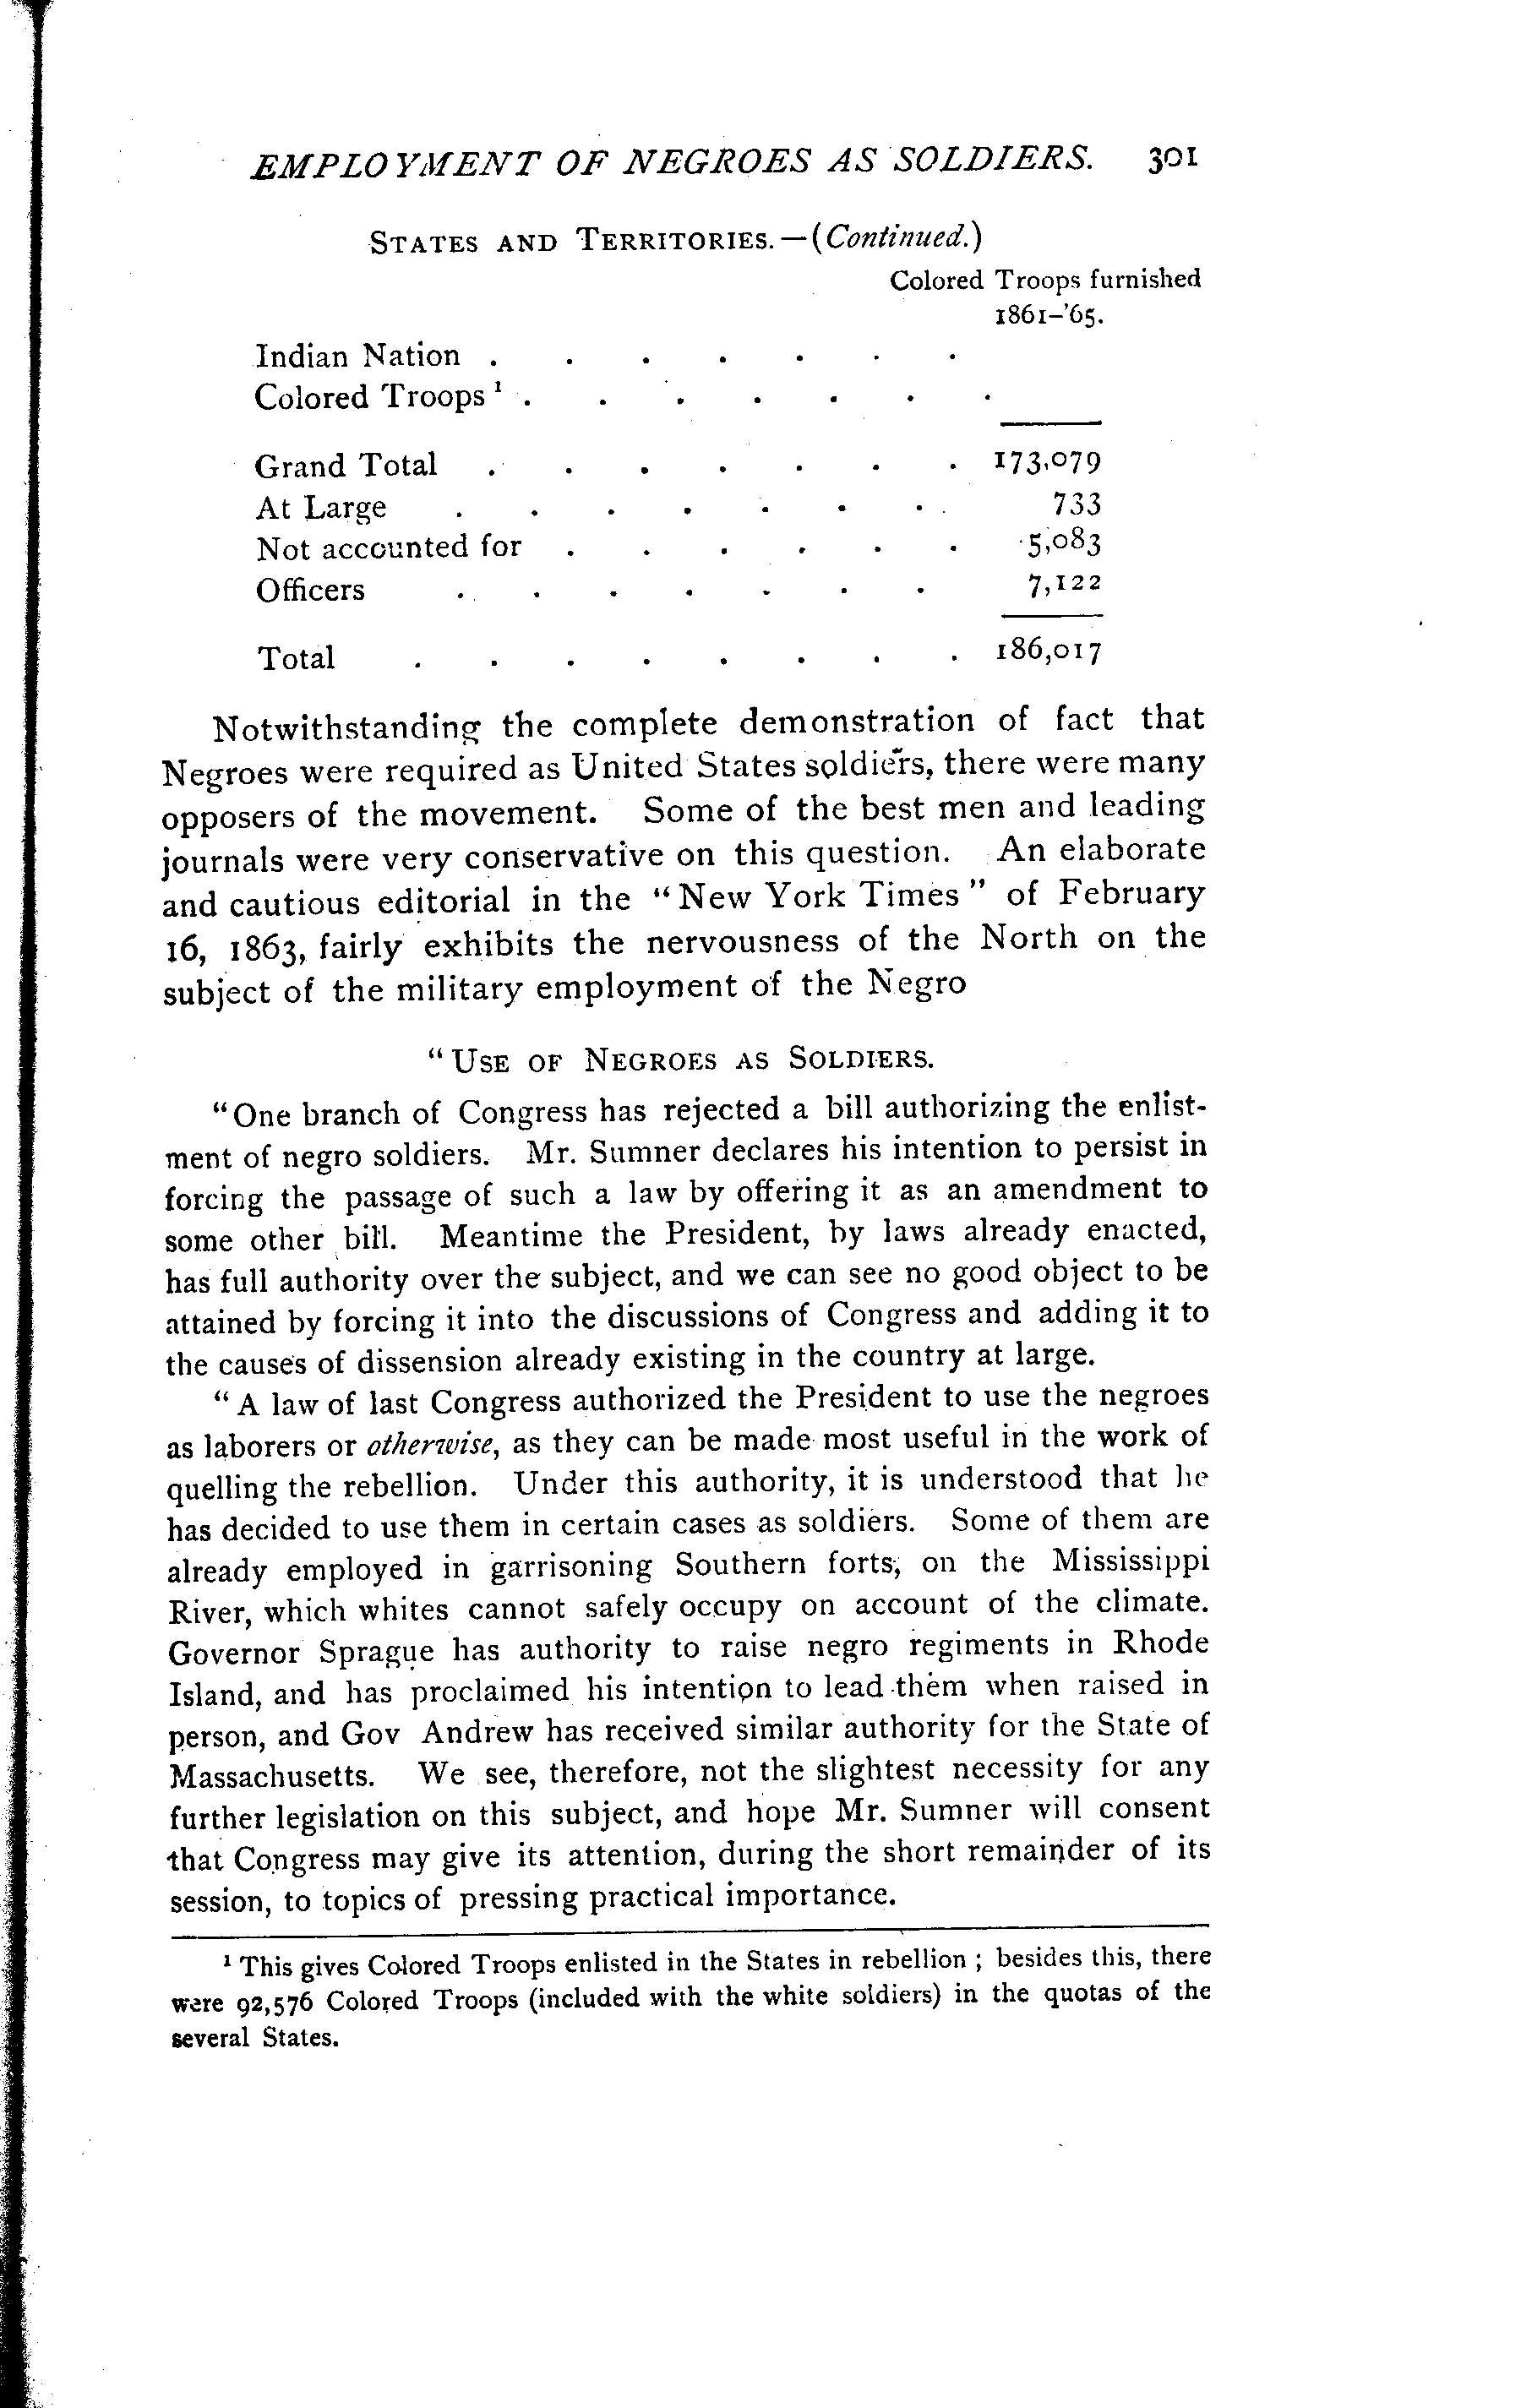 EMPLOYMENT OF NEGROES AS SOLDIERS. 301
STATES AND TERRITORIES.—(Continued.)
Colored Troops furnished
1861–'65.
Indian Nation . . . . . . .
Colored Troops ¹ . . . . . . .
Grand Total . . . . . . . 173,079
At Large . . . . . . . 733
Not accounted for . . . . . . 5,083
Officers . . . . . . . 7,122
Total . . . . . . . . 186,017
Notwithstanding the complete demonstration of fact that
Negroes were required as United States soldiers, there were many
opposers of the movement. Some of the best men and leading
journals were very conservative on this question. An elaborate
and cautious editorial in the "New York Times" of February
16, 1863, fairly exhibits the nervousness of the North on the
subject of the military employment of the Negro
"USE OF NEGROES AS SOLDIERS.
"One branch of Congress has rejected a bill authorizing the enlist-
ment of negro soldiers. Mr. Sumner declares his intention to persist in
forcing the passage of such a law by offering it as an amendment to
some other bill. Meantime the President, by laws already enacted,
has full authority over the subject, and we can see no good object to be
attained by forcing it into the discussions of Congress and adding it to
the causes of dissension already existing in the country at large.
"A law of last Congress authorized the President to use the negroes
as laborers or otherwise, as they can be made most useful in the work of
quelling the rebellion. Under this authority, it is understood that he
has decided to use them in certain cases as soldiers. Some of them are
already employed in garrisoning Southern forts, on the Mississippi
River, which whites cannot safely occupy on account of the climate.
Governor Sprague has authority to raise negro regiments in Rhode
Island, and has proclaimed his intention to lead them when raised in
person, and Gov Andrew has received similar authority for the State of
Massachusetts. We see, therefore, not the slightest necessity for any
further legislation on this subject, and hope Mr. Sumner will consent
that Congress may give its attention, during the short remainder of its
session, to topics of pressing practical importance.
¹ This gives Colored Troops enlisted in the States in rebellion ; besides this, there
were 92,576 Colored Troops (included with the white soldiers) in the quotas of the
several States.